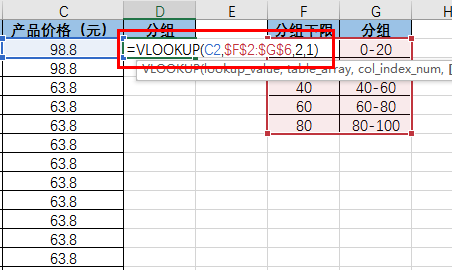 C D E F G H
产品价格（元） 分组 分组下限 分组
98.8 =VLOOKUP(C2,$F$2:$G$6,2,1) 0-20
98.8 VLOOKUP(lookup_value, table_array, col_index_num, [
63.8 40 40-60
63.8 60 60-80
63.8 80 80-100
63.8
63.8
63.8
63.8
63.8
63.8
63.8